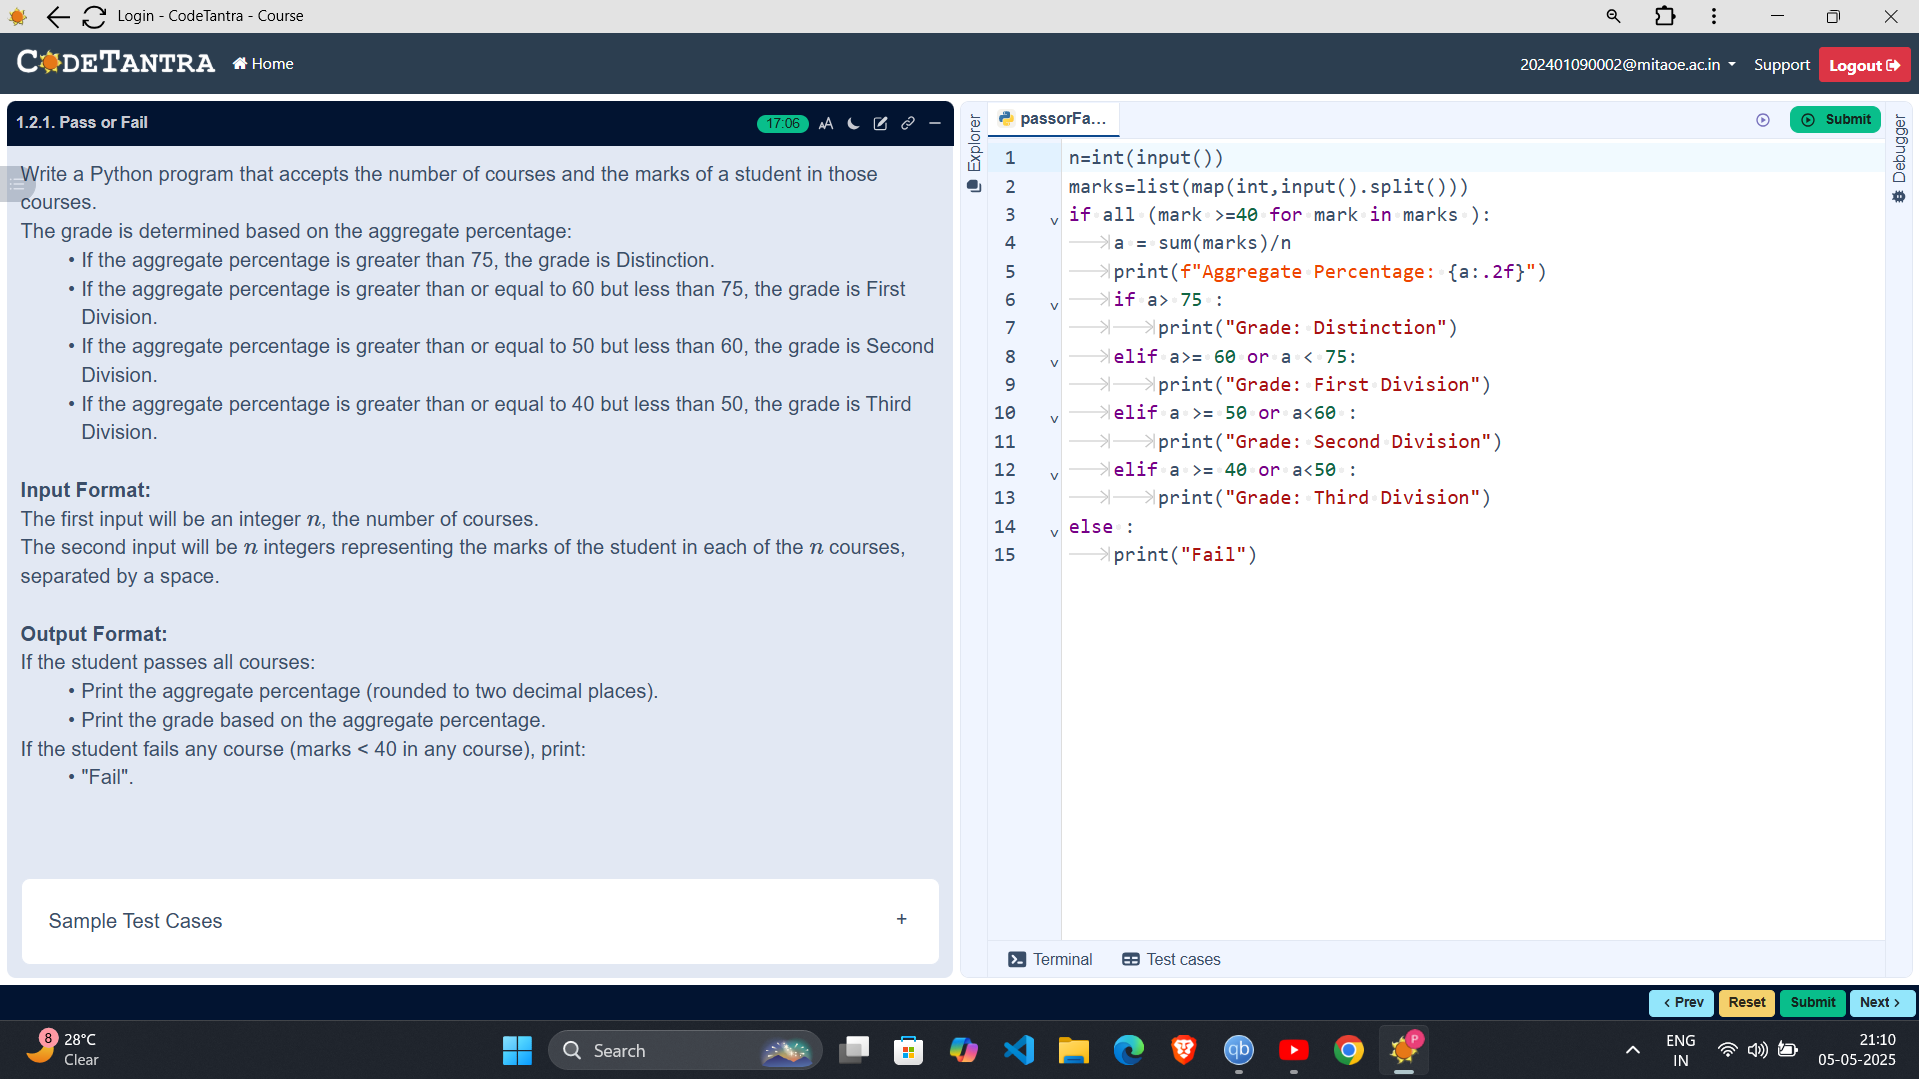 Login - CodeTantra - Course
CODETANTRA
Home
202401090002@mitaoe.ac.in
Support
Logout
1.2.1. Pass or Fail
17:06
AA
Write a Python program that accepts the number of courses and the marks of a student in those
courses.
The grade is determined based on the aggregate percentage:
• If the aggregate percentage is greater than 75, the grade is Distinction.
• If the aggregate percentage is greater than or equal to 60 but less than 75, the grade is First
Division.
• If the aggregate percentage is greater than or equal to 50 but less than 60, the grade is Second
Division.
• If the aggregate percentage is greater than or equal to 40 but less than 50, the grade is Third
Division.
Input Format:
The first input will be an integer n, the number of courses.
The second input will be n integers representing the marks of the student in each of the n courses,
separated by a space.
Output Format:
If the student passes all courses:
• Print the aggregate percentage (rounded to two decimal places).
• Print the grade based on the aggregate percentage.
If the student fails any course (marks < 40 in any course), print:
• "Fail".
Sample Test Cases
+
Explorer
passorFa...
Submit
Debugger
1 n=int(input())
2 marks=list(map(int,input().split()))
3 if all (mark >=40 for mark in marks ):
4 a = sum(marks)/n
5 print(f"Aggregate Percentage: {a:.2f}")
6 if a> 75 :
7 print("Grade: Distinction")
8 elif a>= 60 or a < 75:
9 print("Grade: First Division")
10 elif a >= 50 or a<60 :
11 print("Grade: Second Division")
12 elif a >= 40 or a<50 :
13 print("Grade: Third Division")
14 else :
15 print("Fail")
Terminal
Test cases
< Prev
Reset
Submit
Next >
8
28°C
Clear
Search
qb
P
ENG
IN
21:10
05-05-2025